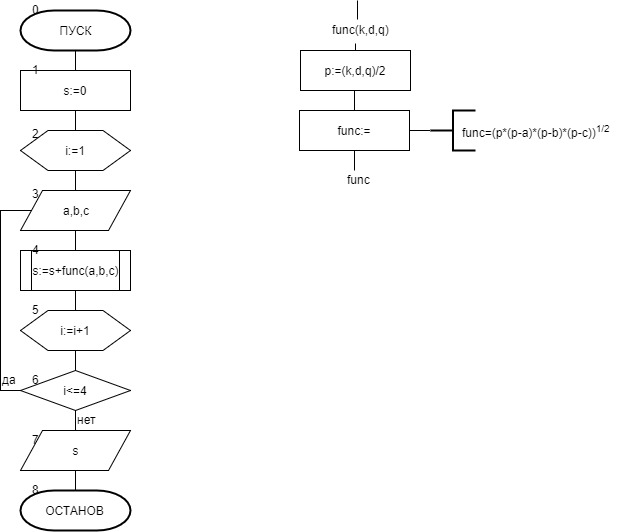 0
ПУСК
1
s:=0
2
i:=1
3
a,b,c
4
s:=s+func(a,b,c)
5
i:=i+1
6
i<=4
да
нет
7
s
8
ОСТАНОВ
func(k,d,q)
p:=(k,d,q)/2
func:=
func=(p*(p-a)*(p-b)*(p-c))1/2
func